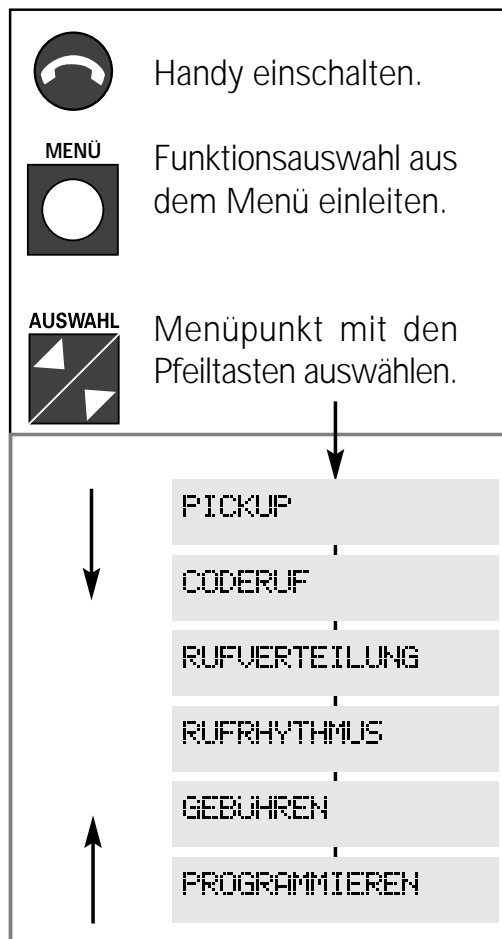 Handy einschalten.
MENÜ
Funktionsauswahl aus
dem Menü einleiten.
AUSWAHL
Menüpunkt mit den
Pfeiltasten auswählen.
PICKUP
CODERUF
RUFVERTEILUNG
RUFRHYTHMUS
GEBÜHREN
PROGRAMMIEREN